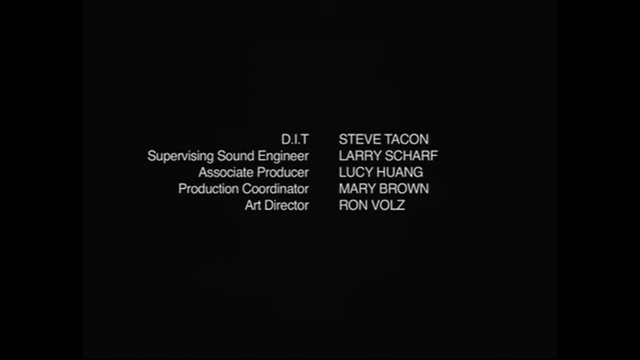 D.I.T STEVE TACON
Supervising Sound Engineer LARRY SCHARF
Associate Producer LUCY HUANG
Production Coordinator MARY BROWN
Art Director RON VOLZ